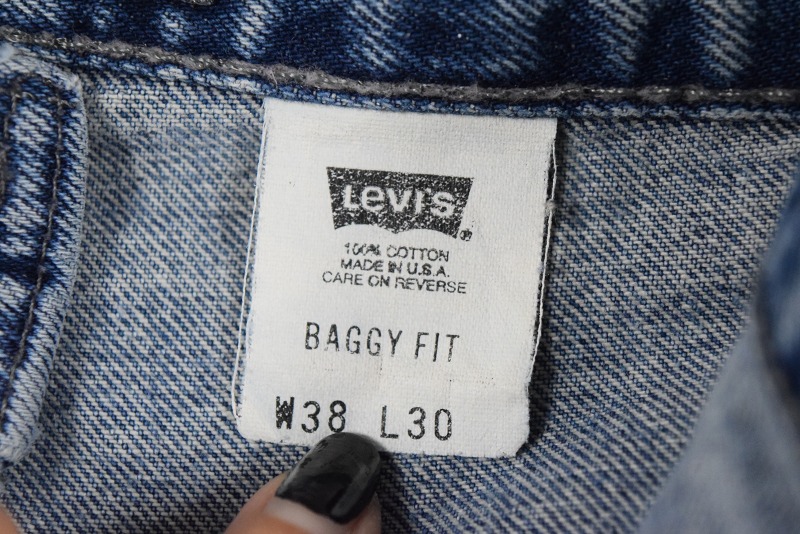 Levi's®
100% COTTON
MADE IN U.S.A.
CARE ON REVERSE
BAGGY FIT
W38 L30